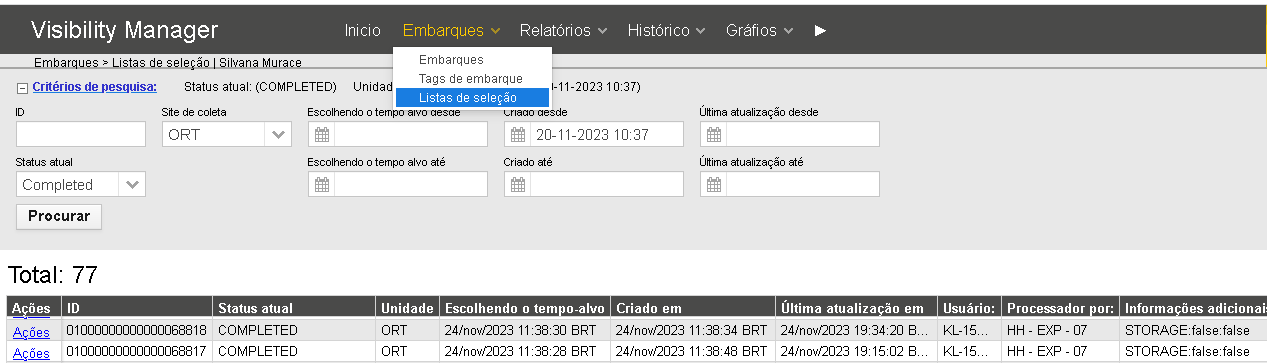 Visibility Manager Inicio Embarques Relatórios Histórico Gráfios
Embarques
Tags de embarque
Listas de seleção
Embarques > Listas de seleção | Silvana Murace
Critérios de pesquisa: Status atual: (COMPLETED) Unidad -11-2023 10:37)
ID Site de coleta Escolhendo o tempo alvo desde Criado desde Última atualização desde
ORT 20-11-2023 10:37
Status atual Escolhendo o tempo alvo até Criado até Última atualização até
Completed
Procurar
Total: 77
Ações ID Status atual Unidade Escolhendo o tempo-alvo Criado em Última atualização em Usuário: Processador por: Informações adicionais
Ações 01000000000000068818 COMPLETED ORT 24/nov/2023 11:38:30 BRT 24/nov/2023 11:38:34 BRT 24/nov/2023 19:34:20 B... KL-15... HH - EXP - 07 STORAGE:false:false
Ações 01000000000000068817 COMPLETED ORT 24/nov/2023 11:38:28 BRT 24/nov/2023 11:38:48 BRT 24/nov/2023 19:15:02 B... KL-15... HH - EXP - 07 STORAGE:false:false